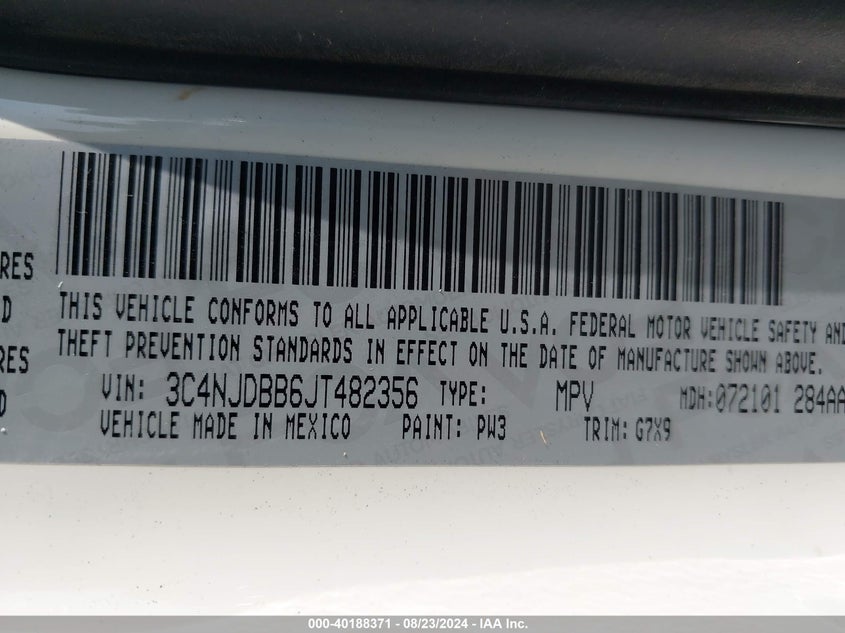 RES
D
RES
D
THIS VEHICLE CONFORMS TO ALL APPLICABLE U.S.A. FEDERAL MOTOR VEHICLE SAFETY AND
THEFT PREVENTION STANDARDS IN EFFECT ON THE DATE OF MANUFACTURE SHOWN ABOVE.
VIN: 3C4NJDBB6JT482356 TYPE: MPV MDH:072101 284AA
VEHICLE MADE IN MEXICO PAINT: PW3 TRIM: G7X9
000-40188371 - 08/23/2024 - IAA Inc.